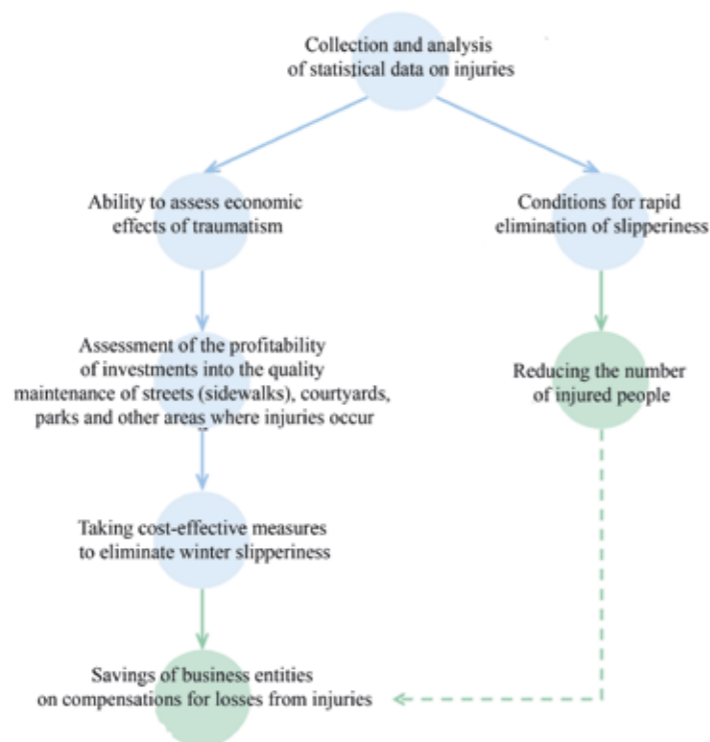 Collection and analysis
of statistical data on injuries
Ability to assess economic
effects of traumatism
Conditions for rapid
elimination of slipperiness
Assessment of the profitability
of investments into the quality
maintenance of streets (sidewalks), courtyards,
parks and other areas where injuries occur
Reducing the number
of injured people
Taking cost-effective measures
to eliminate winter slipperiness
Savings of business entities
on compensations for losses from injuries